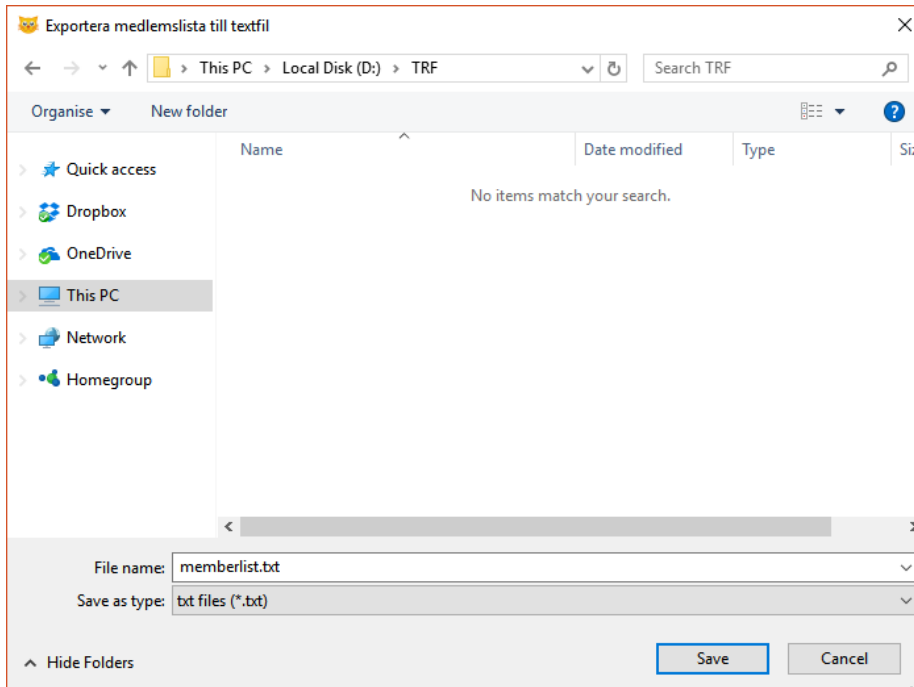 Exportera medlemslista till textfil
This PC > Local Disk (D:) > TRF
Search TRF
Organise New folder
Name Date modified Type Siz
No items match your search.
Quick access
Dropbox
OneDrive
This PC
Network
Homegroup
File name: memberlist.txt
Save as type: txt files (*.txt)
Hide Folders Save Cancel